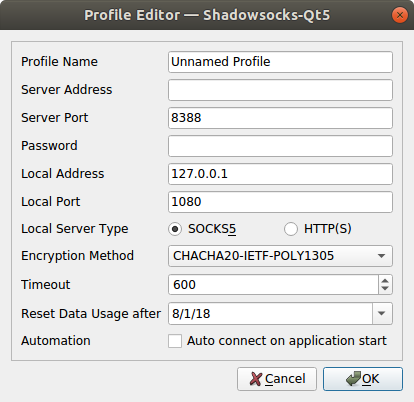 Profile Editor — Shadowsocks-Qt5
Profile Name Unnamed Profile
Server Address
Server Port 8388
Password
Local Address 127.0.0.1
Local Port 1080
Local Server Type SOCKS5 HTTP(S)
Encryption Method CHACHA20-IETF-POLY1305
Timeout 600
Reset Data Usage after 8/1/18
Automation Auto connect on application start
Cancel OK